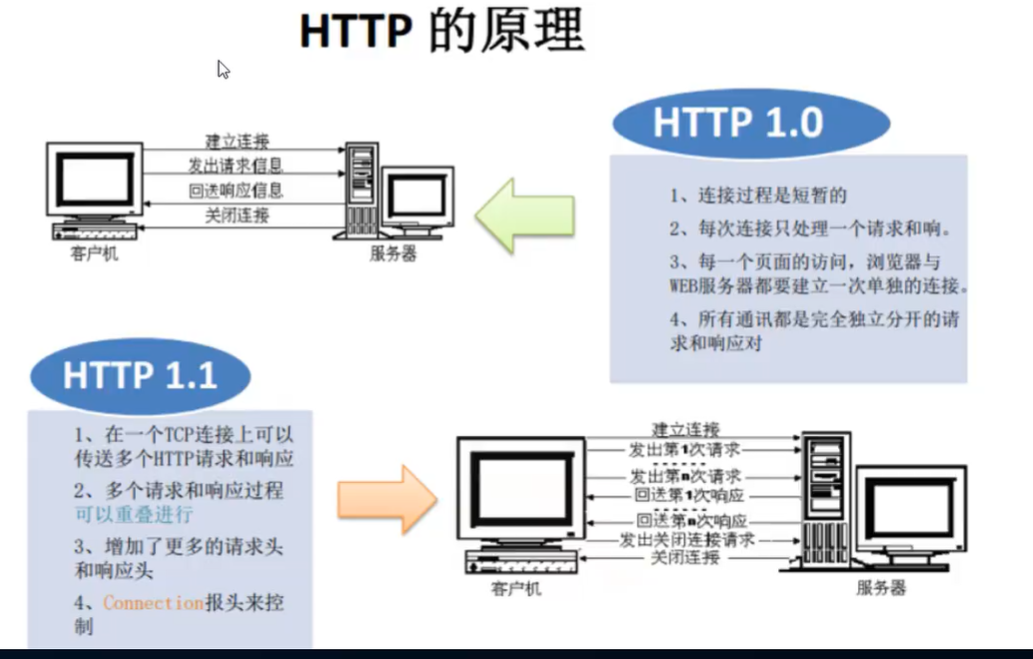 HTTP 的原理
建立连接
发出请求信息
回送响应信息
关闭连接
客户机
服务器
HTTP 1.0
1、连接过程是短暂的
2、每次连接只处理一个请求和响。
3、每一个页面的访问，浏览器与
WEB服务器都要建立一次单独的连接。
4、所有通讯都是完全独立分开的请
求和响应对
HTTP 1.1
1、在一个TCP连接上可以
传送多个HTTP请求和响应
2、多个请求和响应过程
可以重叠进行
3、增加了更多的请求头
和响应头
4、Connection报头来控
制
建立连接
发出第1次请求
发出第n次请求
回送第1次响应
回送第n次响应
发出关闭连接请求
关闭连接
客户机
服务器